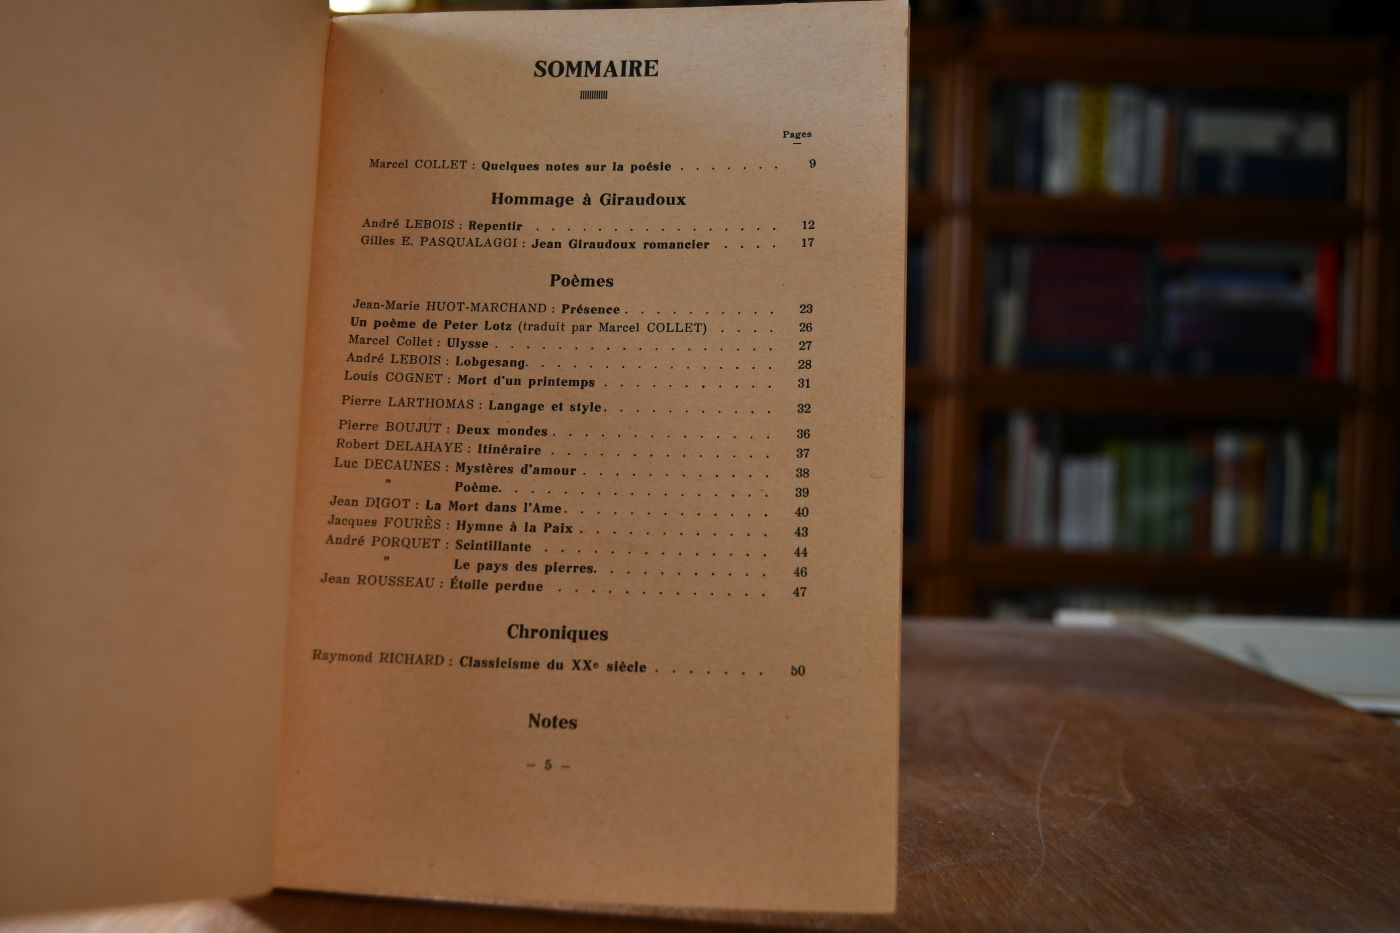 SOMMAIRE
Pages
Marcel COLLET : Quelques notes sur la poésie . . . . . . . 9
Hommage à Giraudoux
André LEBOIS : Repentir . . . . . . . . . . . . . . . 12
Gilles E. PASQUALAGGI : Jean Giraudoux romancier . . . . 17
Poèmes
Jean-Marie HUOT-MARCHAND : Présence . . . . . . . . . . 23
Un poème de Peter Lotz (traduit par Marcel COLLET) . . . . 26
Marcel Collet : Ulysse . . . . . . . . . . . . . . . . . 27
André LEBOIS : Lobgesang. . . . . . . . . . . . . . . . 28
Louis COGNET : Mort d'un printemps . . . . . . . . . . . 31
Pierre LARTHOMAS : Langage et style. . . . . . . . . . . 32
Pierre BOUJUT : Deux mondes . . . . . . . . . . . . . . 36
Robert DELAHAYE : Itinéraire . . . . . . . . . . . . . . 37
Luc DECAUNES : Mystères d'amour . . . . . . . . . . . . 38
" Poème. . . . . . . . . . . . . . . . . 39
Jean DIGOT : La Mort dans l'Ame. . . . . . . . . . . . . 40
Jacques FOURÈS : Hymne à la Paix . . . . . . . . . . . . 43
André PORQUET : Scintillante . . . . . . . . . . . . . . 44
" Le pays des pierres. . . . . . . . . . . 46
Jean ROUSSEAU : Étoile perdue . . . . . . . . . . . . . 47
Chroniques
Raymond RICHARD : Classicisme du XXe siècle . . . . . . . 50
Notes
— 5 —